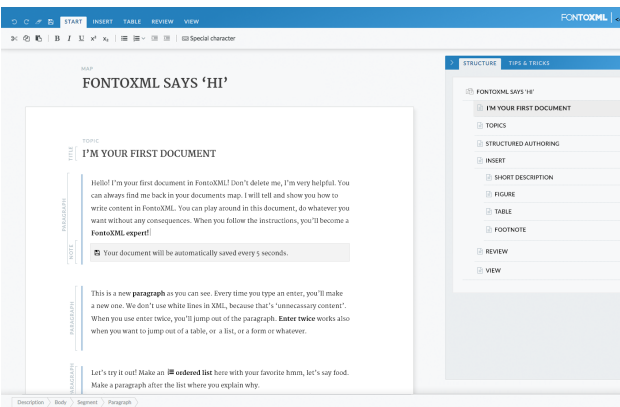 START INSERT TABLE REVIEW VIEW FONTOXML
B I U x² x₂ Special character
MAP
FONTOXML SAYS ‘HI’
TOPIC
TITLE
I’M YOUR FIRST DOCUMENT
PARAGRAPH
Hello! I’m your first document in FontoXML! Don’t delete me, I’m very helpful. You
can always find me back in your documents map. I will tell and show you how to
write content in FontoXML. You can play around in this document, do whatever you
want without any consequences. When you follow the instructions, you’ll become a
FontoXML expert!
NOTE
Your document will be automatically saved every 5 seconds.
PARAGRAPH
This is a new paragraph as you can see. Every time you type an enter, you’ll make
a new one. We don’t use white lines in XML, because that’s ‘unnecassary content’.
When you use enter twice, you’ll jump out of the paragraph. Enter twice works also
when you want to jump out of a table, or a list, or a form or whatever.
PARAGRAPH
Let’s try it out! Make an ordered list here with your favorite hmm, let’s say food.
Make a paragraph after the list where you explain why.
STRUCTURE TIPS & TRICKS
FONTOXML SAYS ‘HI’
I’M YOUR FIRST DOCUMENT
TOPICS
STRUCTURED AUTHORING
INSERT
SHORT DESCRIPTION
FIGURE
TABLE
FOOTNOTE
REVIEW
VIEW
Description Body Segment Paragraph